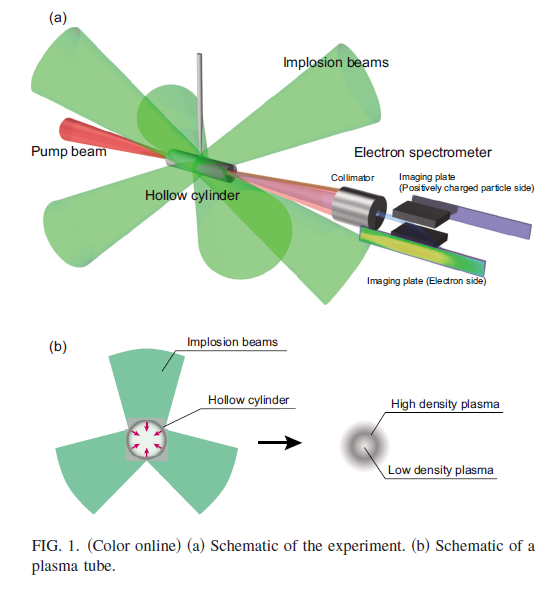 (a)
Implosion beams
Pump beam
Electron spectrometer
Collimator
Imaging plate
(Positively charged particle side)
Hollow cylinder
Imaging plate (Electron side)
(b)
Implosion beams
Hollow cylinder
High density plasma
Low density plasma
FIG. 1. (Color online) (a) Schematic of the experiment. (b) Schematic of a
plasma tube.